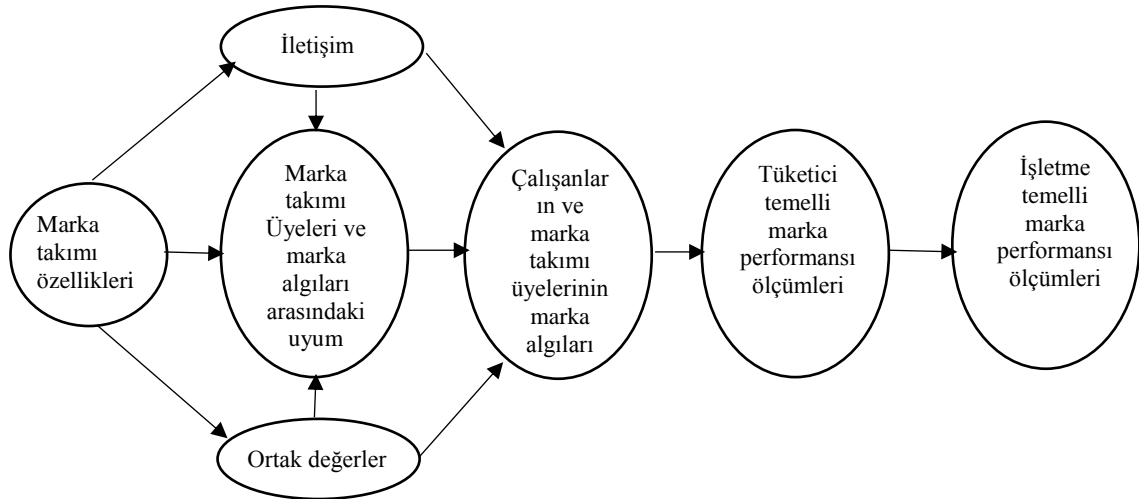 İletişim
Marka
takımı
özellikleri
Marka
takımı
Üyeleri ve
marka
algıları
arasındaki
uyum
Ortak değerler
Çalışanlar
ın ve
marka
takımı
üyelerinin
marka
algıları
Tüketici
temelli
marka
performansı
ölçümleri
İşletme
temelli
marka
performansı
ölçümleri